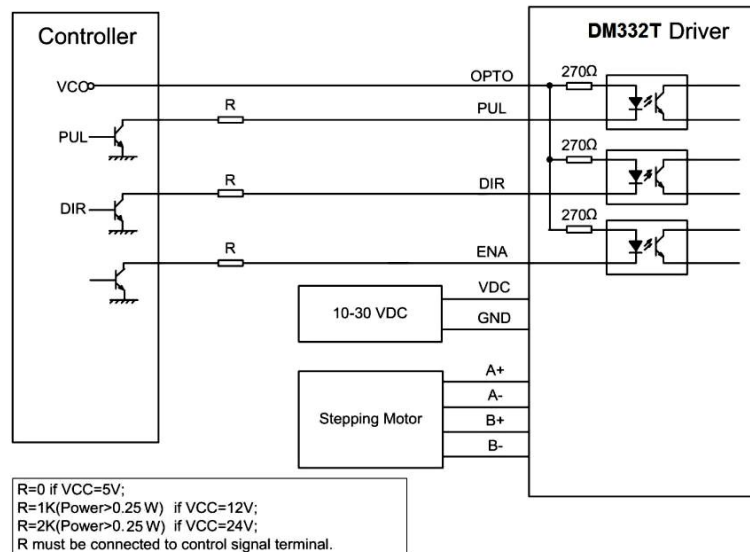 Controller
DM332T Driver
VCC
OPTO
270Ω
PUL
R
PUL
270Ω
DIR
R
DIR
270Ω
R
ENA
VDC
10-30 VDC
GND
A+
A-
Stepping Motor
B+
B-
R=0 if VCC=5V;
R=1K(Power>0.25 W) if VCC=12V;
R=2K(Power>0.25 W) if VCC=24V;
R must be connected to control signal terminal.